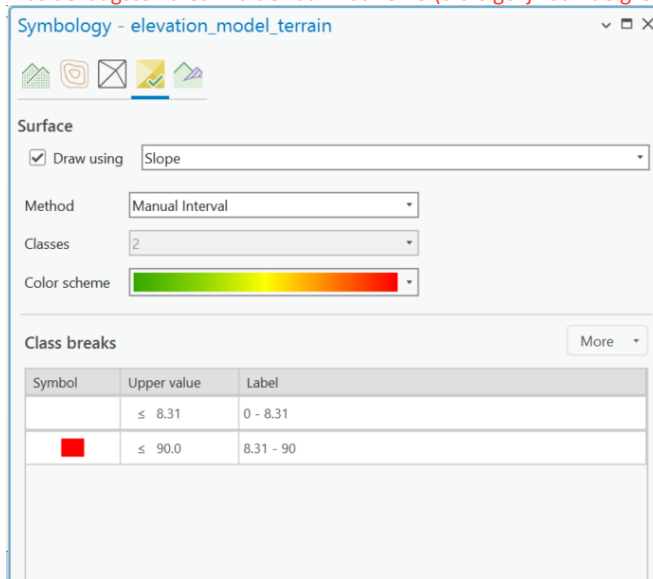 Symbology - elevation_model_terrain
Surface
Draw using Slope
Method Manual Interval
Classes 2
Color scheme
Class breaks More
Symbol Upper value Label
≤ 8.31 0 - 8.31
≤ 90.0 8.31 - 90